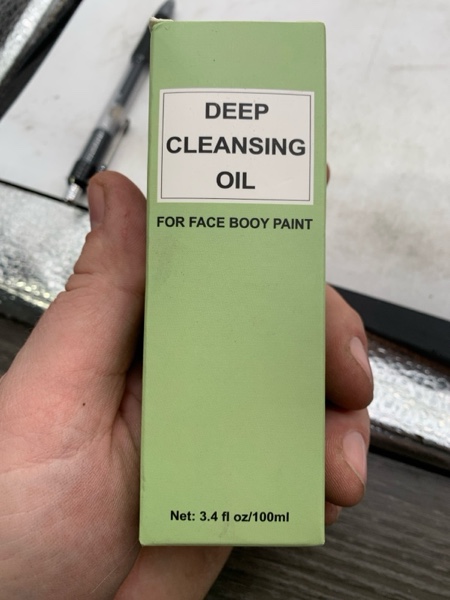 DEEP
CLEANSING
OIL
FOR FACE BOOY PAINT
Net: 3.4 fl oz/100ml